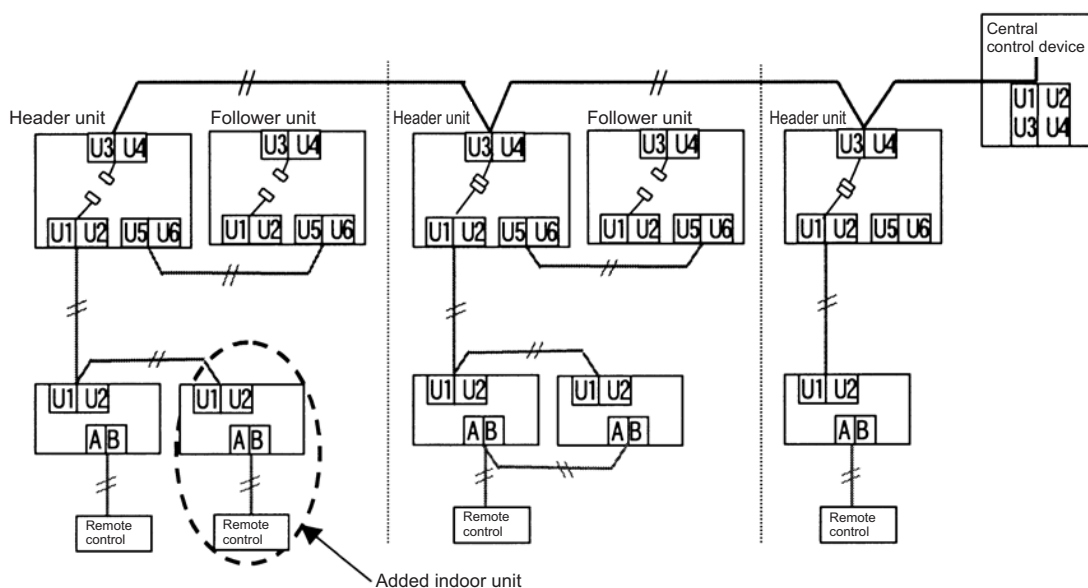 Central
control device
U1 U2
U3 U4
Header unit
Follower unit
Header unit
Follower unit
Header unit
U3 U4
U3 U4
U3 U4
U3 U4
U3 U4
U1 U2 U5 U6
U1 U2 U5 U6
U1 U2 U5 U6
U1 U2 U5 U6
U1 U2 U5 U6
U1 U2
U1 U2
U1 U2
U1 U2
U1 U2
A B
A B
A B
A B
A B
Remote
control
Remote
control
Remote
control
Remote
control
Added indoor unit